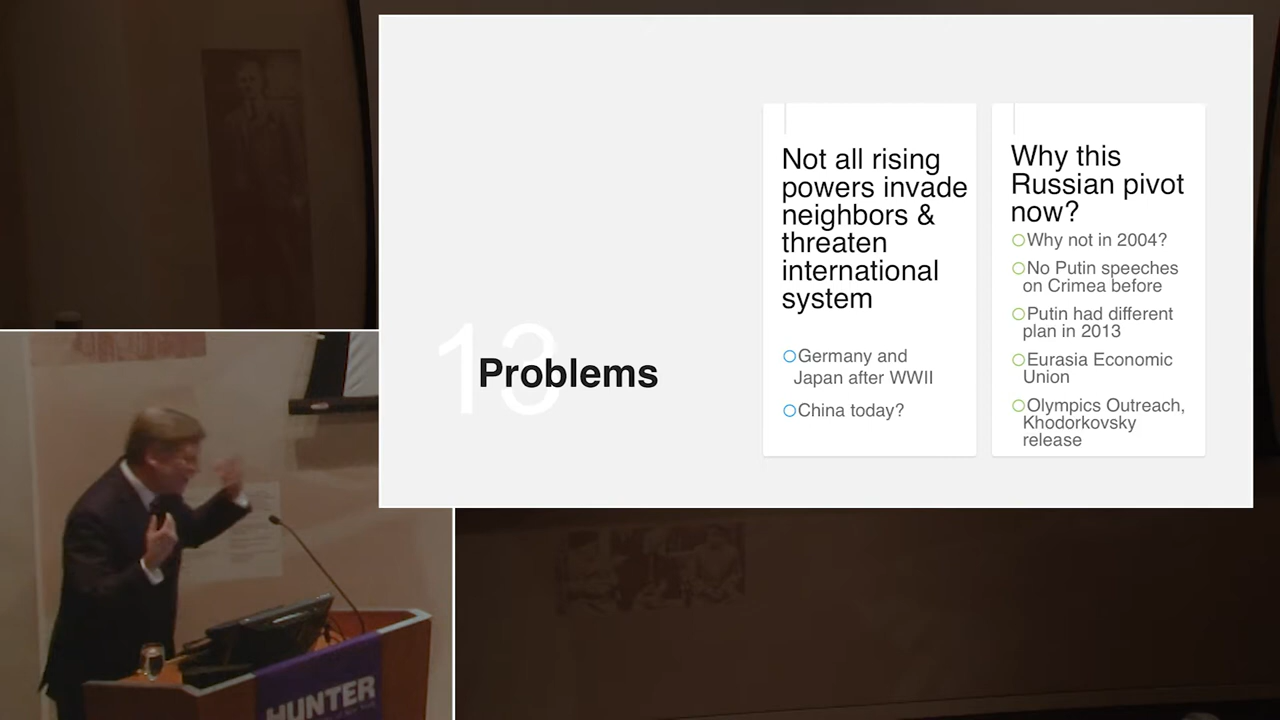 13
Problems
Not all rising
powers invade
neighbors &
threaten
international
system
Germany and
Japan after WWII
China today?
Why this
Russian pivot
now?
Why not in 2004?
No Putin speeches
on Crimea before
Putin had different
plan in 2013
Eurasia Economic
Union
Olympics Outreach,
Khodorkovsky
release
HUNTER